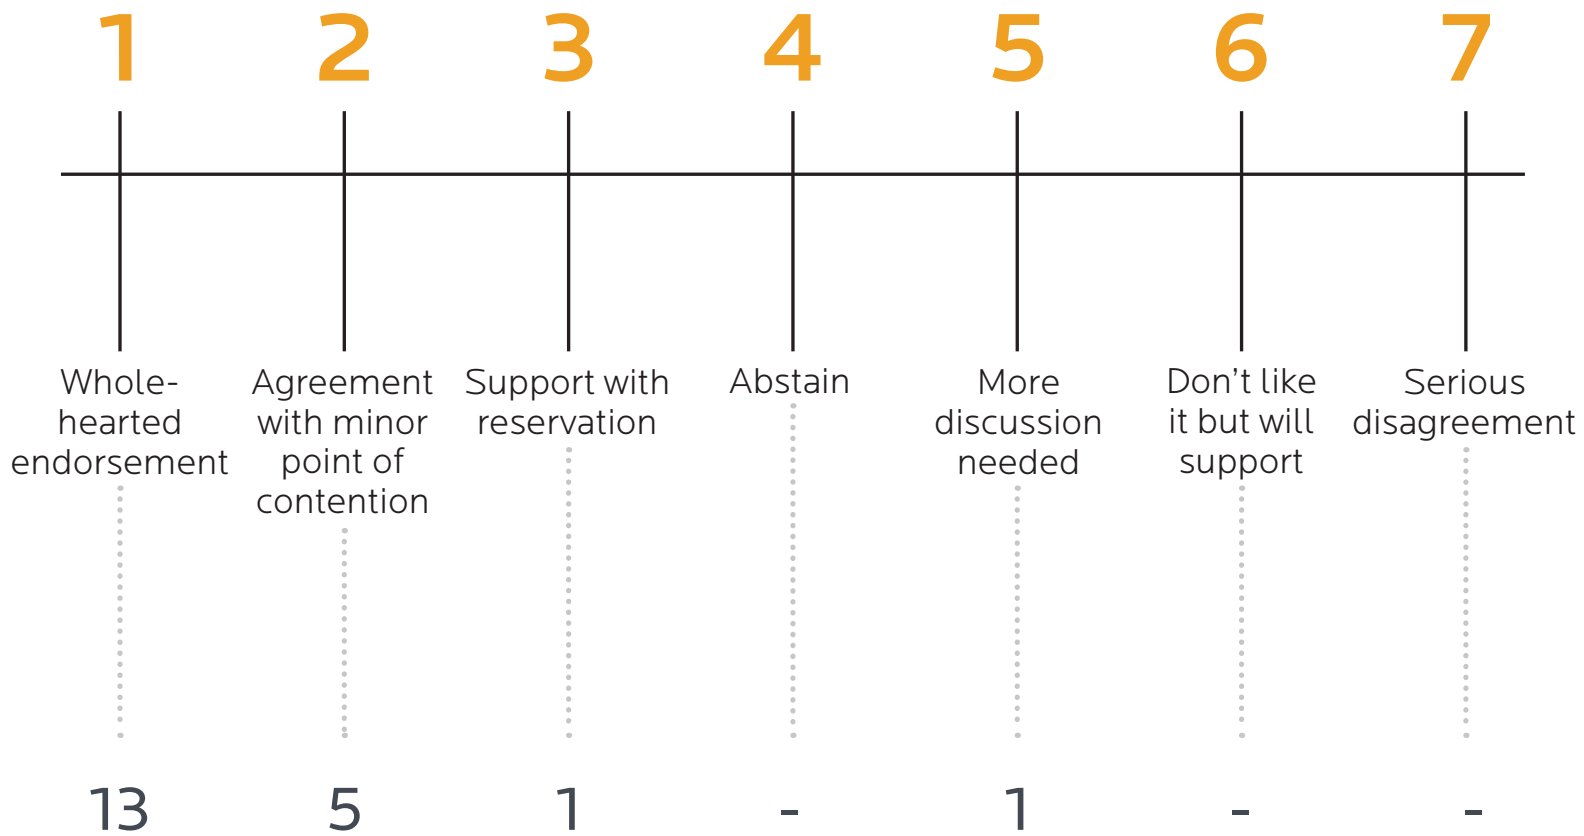 1 2 3 4 5 6 7
Whole-
hearted
endorsement
Agreement
with minor
point of
contention
Support with
reservation
Abstain
More
discussion
needed
Don’t like
it but will
support
Serious
disagreement
13 5 1 - 1 - -